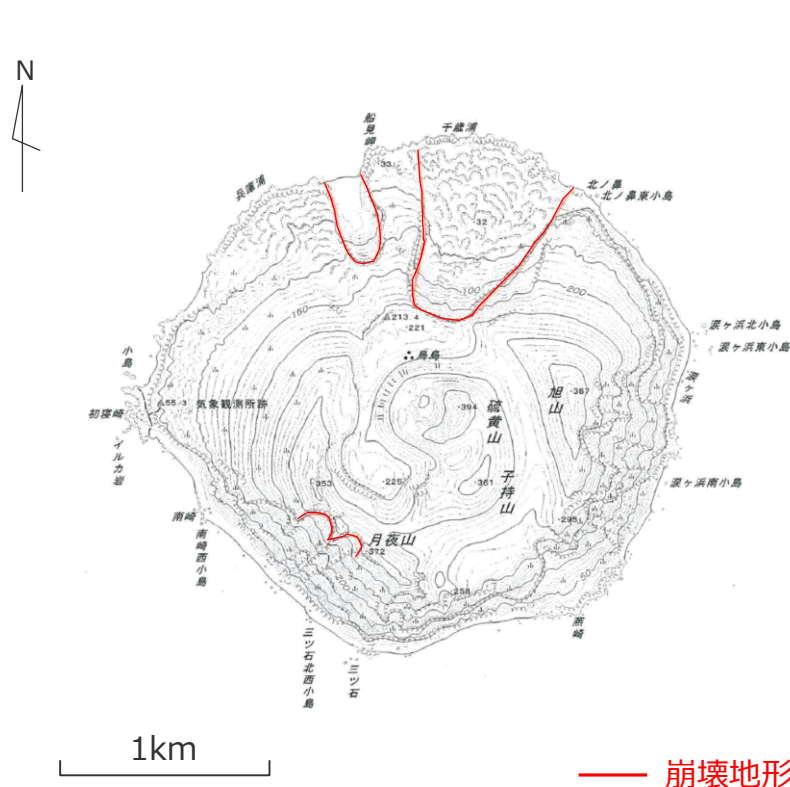 N
船見岬
千歳浦
33
兵庫浦
北ノ鼻
北ノ鼻東小島
32
100
200
150
213.4
221
鳥島
涙ヶ浜北小島
涙ヶ浜東小島
小島
涙ヶ浜
旭山
387
55.3
気象観測所跡
394
硫黄山
初寝崎
イルカ岩
353
225
361
子持山
涙ヶ浜南小島
南崎
南崎西小島
月夜山
372
295
200
258
50
燕崎
三ツ石北西小島
三ツ石
1km
崩壊地形